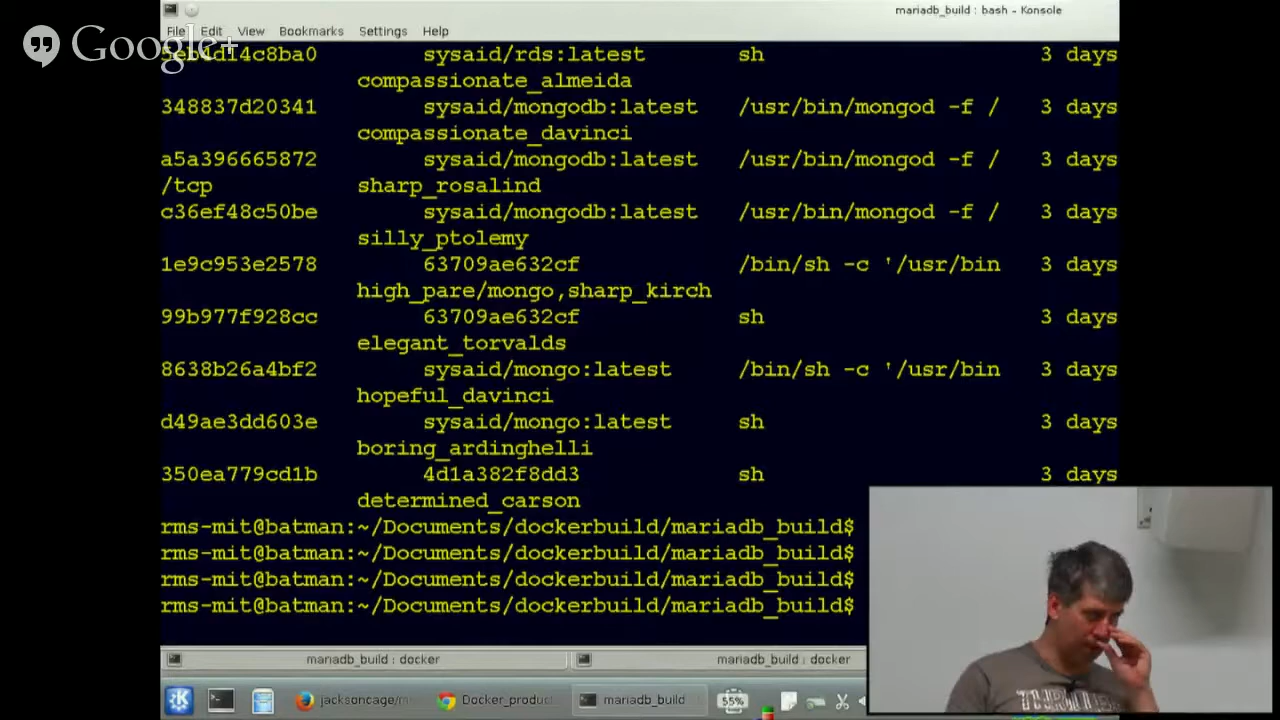 Google+
mariadb_build : bash - Konsole
File Edit View Bookmarks Settings Help
sysaid/rds:latest sh 3 days
compassionate_almeida
348837d20341 sysaid/mongodb:latest /usr/bin/mongod -f / 3 days
compassionate_davinci
a5a396665872 sysaid/mongodb:latest /usr/bin/mongod -f / 3 days
/tcp sharp_rosalind
c36ef48c50be sysaid/mongodb:latest /usr/bin/mongod -f / 3 days
silly_ptolemy
1e9c953e2578 63709ae632cf /bin/sh -c '/usr/bin 3 days
high_pare/mongo,sharp_kirch
99b977f928cc 63709ae632cf sh 3 days
elegant_torvalds
8638b26a4bf2 sysaid/mongo:latest /bin/sh -c '/usr/bin 3 days
hopeful_davinci
d49ae3dd603e sysaid/mongo:latest sh 3 days
boring_ardinghelli
350ea779cd1b 4d1a382f8dd3 sh 3 days
determined_carson
rms-mit@batman:~/Documents/dockerbuild/mariadb_build$
rms-mit@batman:~/Documents/dockerbuild/mariadb_build$
rms-mit@batman:~/Documents/dockerbuild/mariadb_build$
rms-mit@batman:~/Documents/dockerbuild/mariadb_build$
mariadb_build : docker mariadb_build : docker
jacksoncage/m Docker_produc mariadb_build 55%